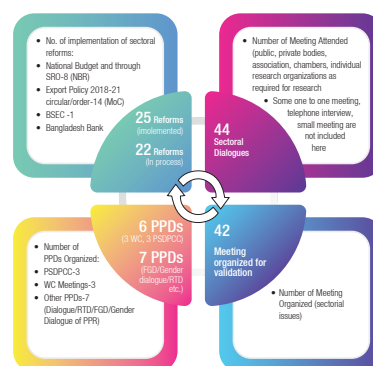 • No. of implementation of sectoral
reforms:
• National Budget and through
SRO-8 (NBR)
• Export Policy 2018-21
circular/order-14 (MoC)
• BSEC -1
• Bangladesh Bank
25 Reforms
(imolemented)
22 Reforms
(In process)
• Number of Meeting Attended
(public, private bodies,
association, chambers, individual
research organizations as
required for research
• Some one to one meeting,
telephone interview,
small meeting are
not included
here
44
Sectoral
Dialogues
• Number of
PPDs Organized:
• PSDPCC-3
• WC Meetings-3
• Other PPDs-7
(Dialogue/RTD/FGD/Gender
Dialogue of PPR)
6 PPDs
(3 WC, 3 PSDPCC)
7 PPDs
(FGD/Gender
dialogue/RTD
etc.)
42
Meeting
organized for
validation
• Number of Meeting
Organized (sectorial
issues)